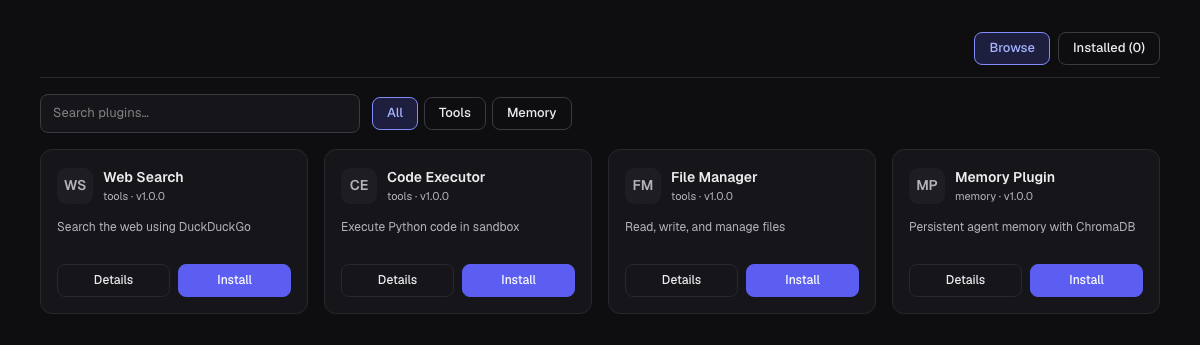 Browse
Installed (0)
Search plugins…
All
Tools
Memory
WS
Web Search
tools · v1.0.0
Search the web using DuckDuckGo
Details
Install
CE
Code Executor
tools · v1.0.0
Execute Python code in sandbox
Details
Install
FM
File Manager
tools · v1.0.0
Read, write, and manage files
Details
Install
MP
Memory Plugin
memory · v1.0.0
Persistent agent memory with ChromaDB
Details
Install